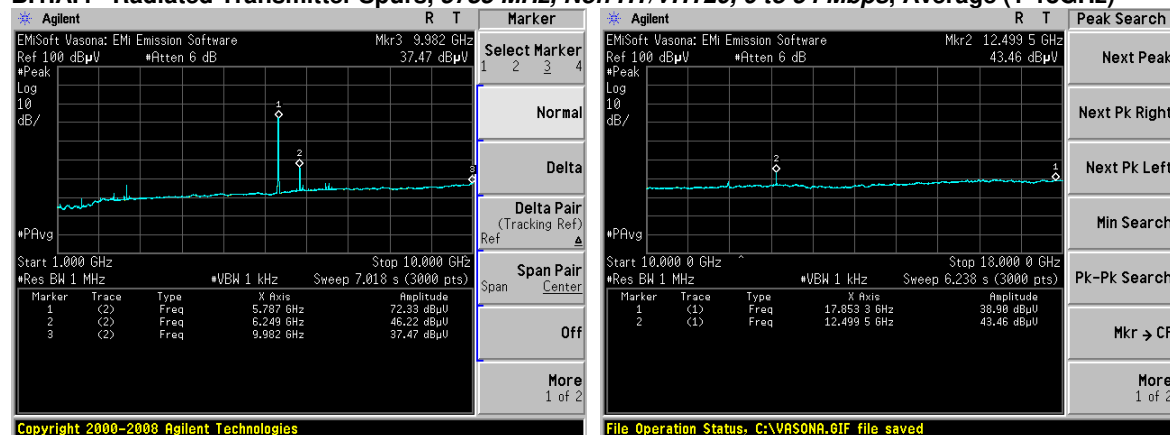 Agilent R T
EMiSoft Vasona: EMi Emission Software Mkr3 9.982 GHz
Ref 100 dBµV #Atten 6 dB 37.47 dBµV
#Peak
Log
10
dB/
1
2
3
#PAvg
Start 1.000 GHz Stop 10.000 GHz
#Res BW 1 MHz #VBW 1 kHz Sweep 7.018 s (3000 pts)
Marker Trace Type X Axis Amplitude
1 (2) Freq 5.787 GHz 72.33 dBµV
2 (2) Freq 6.249 GHz 46.22 dBµV
3 (2) Freq 9.982 GHz 37.47 dBµV
Copyright 2000-2008 Agilent Technologies
Marker
Select Marker
1 2 3 4
Normal
Delta
Delta Pair
(Tracking Ref)
Ref Δ
Span Pair
Span Center
Off
More
1 of 2
Agilent R T
EMiSoft Vasona: EMi Emission Software Mkr2 12.499 5 GHz
Ref 100 dBµV #Atten 6 dB 43.46 dBµV
#Peak
Log
10
dB/
2
1
#PAvg
Start 10.000 0 GHz ^ Stop 18.000 0 GHz
#Res BW 1 MHz #VBW 1 kHz Sweep 6.238 s (3000 pts)
Marker Trace Type X Axis Amplitude
1 (1) Freq 17.853 3 GHz 38.90 dBµV
2 (1) Freq 12.499 5 GHz 43.46 dBµV
File Operation Status, C:\VASONA.GIF file saved
Peak Search
Next Peak
Next Pk Right
Next Pk Left
Min Search
Pk-Pk Search
Mkr → CF
More
1 of 2